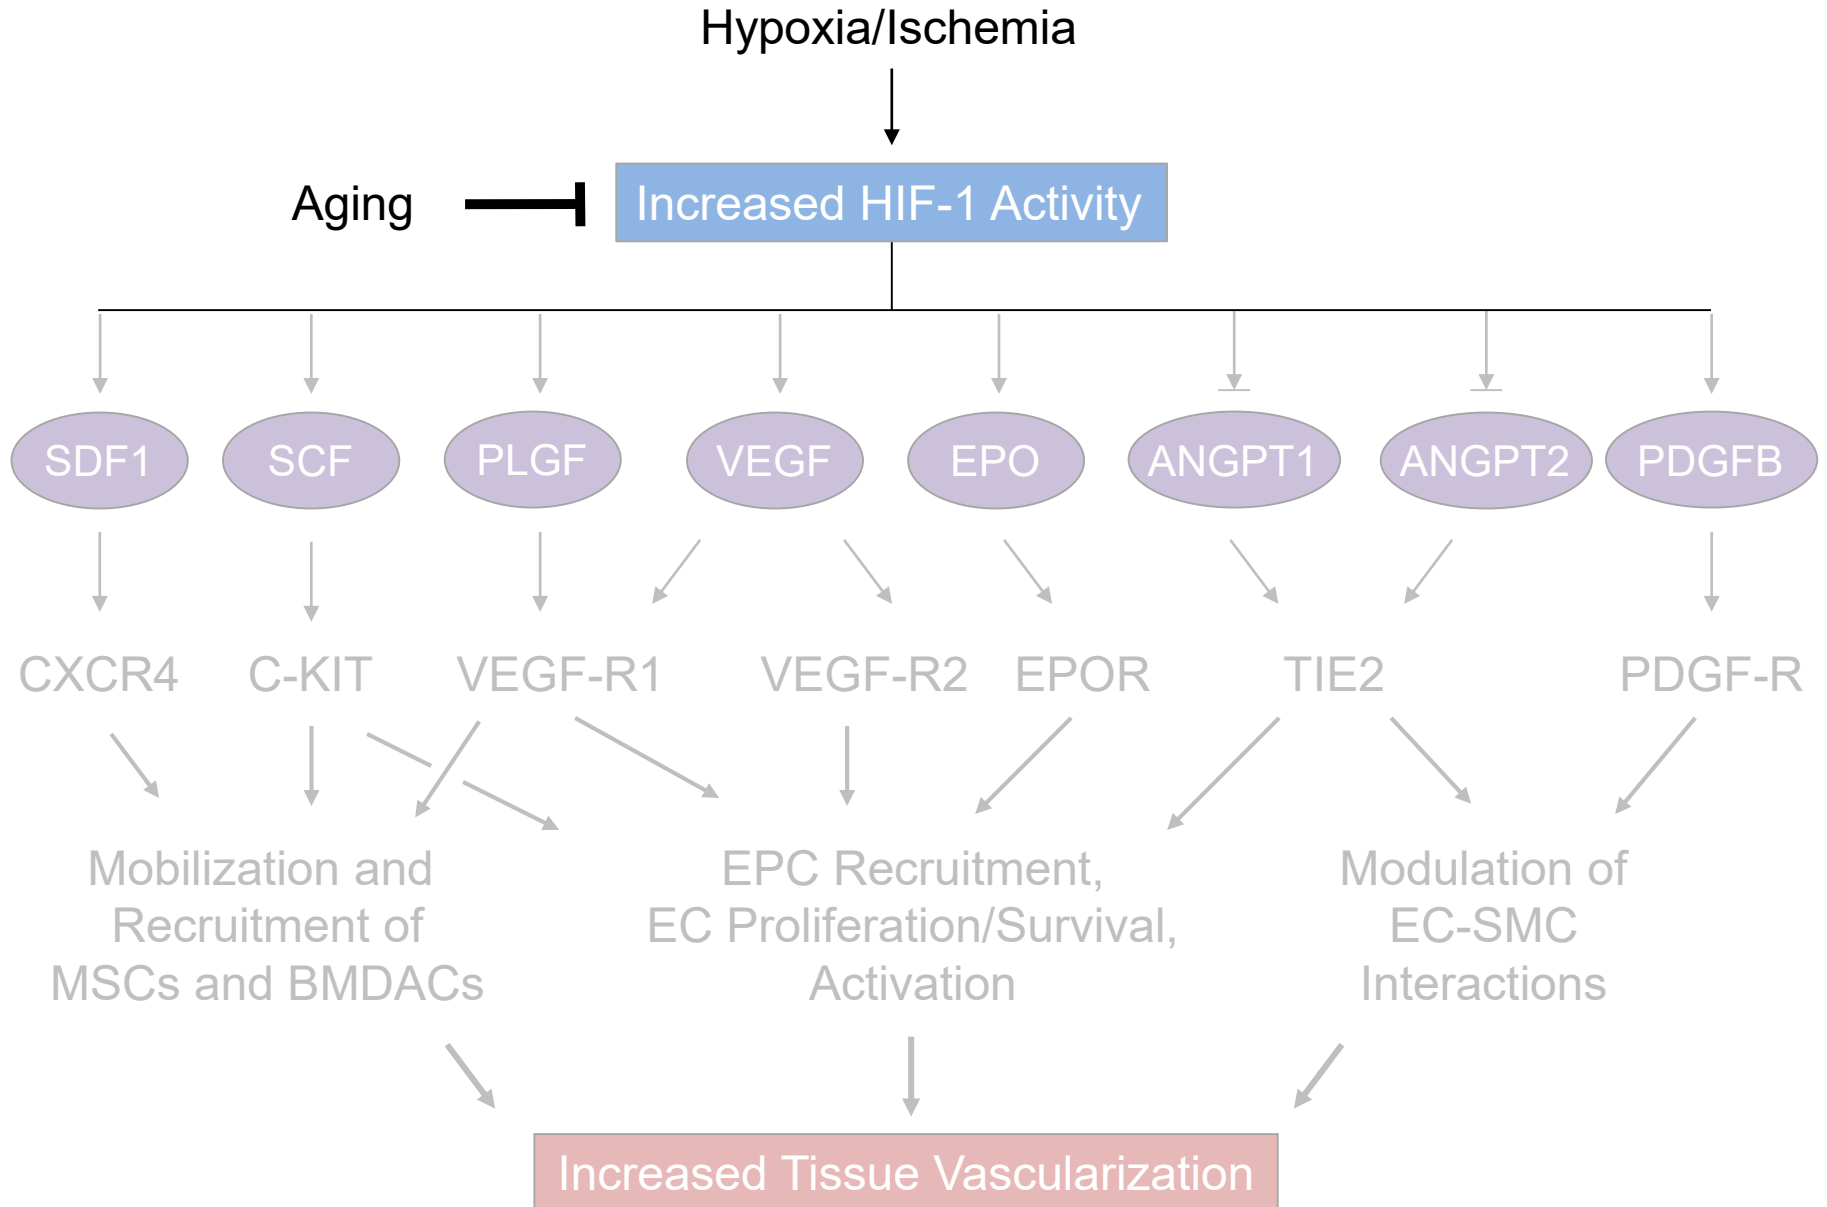 Hypoxia/Ischemia
Aging
Increased HIF-1 Activity
SDF1
SCF
PLGF
VEGF
EPO
ANGPT1
ANGPT2
PDGFB
CXCR4
C-KIT
VEGF-R1
VEGF-R2
EPOR
TIE2
PDGF-R
Mobilization and
Recruitment of
MSCs and BMDACs
EPC Recruitment,
EC Proliferation/Survival,
Activation
Modulation of
EC-SMC
Interactions
Increased Tissue Vascularization